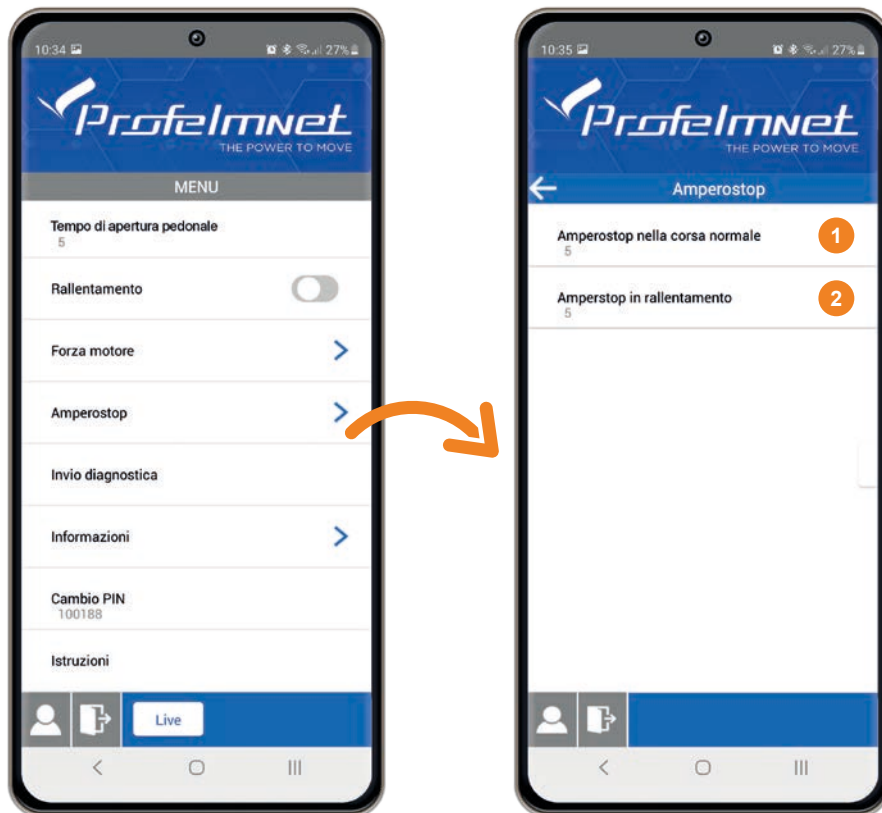 10:34 27%
Profelmnet
THE POWER TO MOVE
MENU
Tempo di apertura pedonale
5
Rallentamento
Forza motore
Amperostop
Invio diagnostica
Informazioni
Cambio PIN
100188
Istruzioni
Live
10:35 27%
Profelmnet
THE POWER TO MOVE
Amperostop
Amperostop nella corsa normale
5
1
Amperstop in rallentamento
5
2